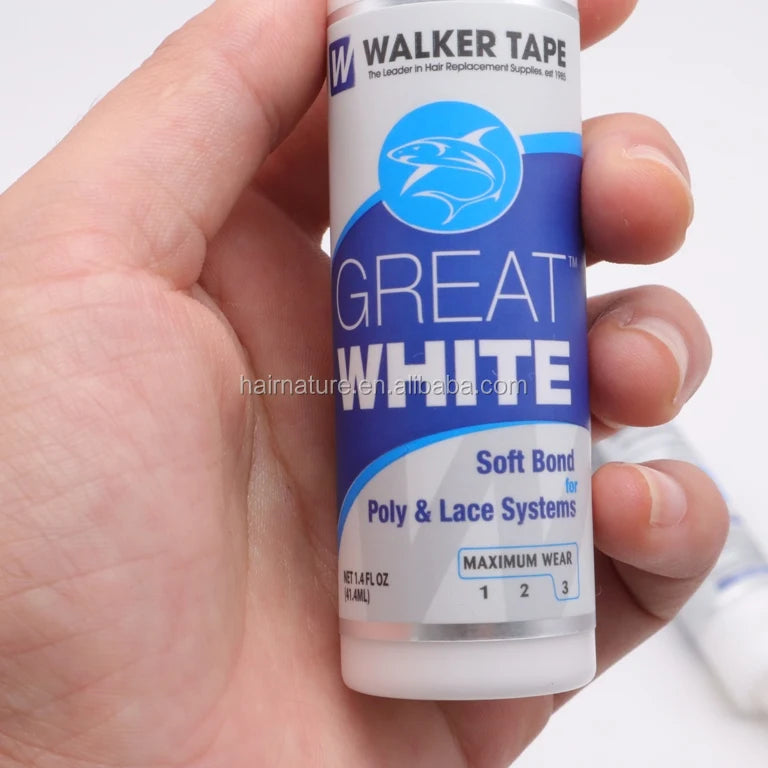 W WALKER TAPE
The Leader in Hair Replacement Supplies, est 1985
GREAT™
WHITE
hairnature.en.alibaba.com
Soft Bond
for
Poly & Lace Systems
MAXIMUM WEAR
1 2 3
NET 1.4 FL OZ
(41.4ML)